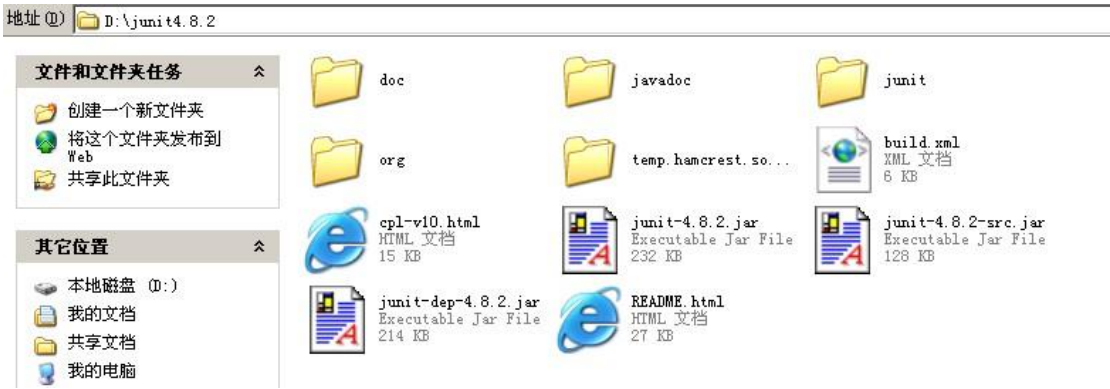 地址(D) D:\junit4.8.2
文件和文件夹任务
创建一个新文件夹
将这个文件夹发布到
Web
共享此文件夹
其它位置
本地磁盘 (D:)
我的文档
共享文档
我的电脑
doc
javadoc
junit
org
temp.hamcrest.so...
build.xml
XML 文档
6 KB
cpl-v10.html
HTML 文档
15 KB
junit-4.8.2.jar
Executable Jar File
232 KB
junit-4.8.2-src.jar
Executable Jar File
128 KB
junit-dep-4.8.2.jar
Executable Jar File
214 KB
README.html
HTML 文档
27 KB